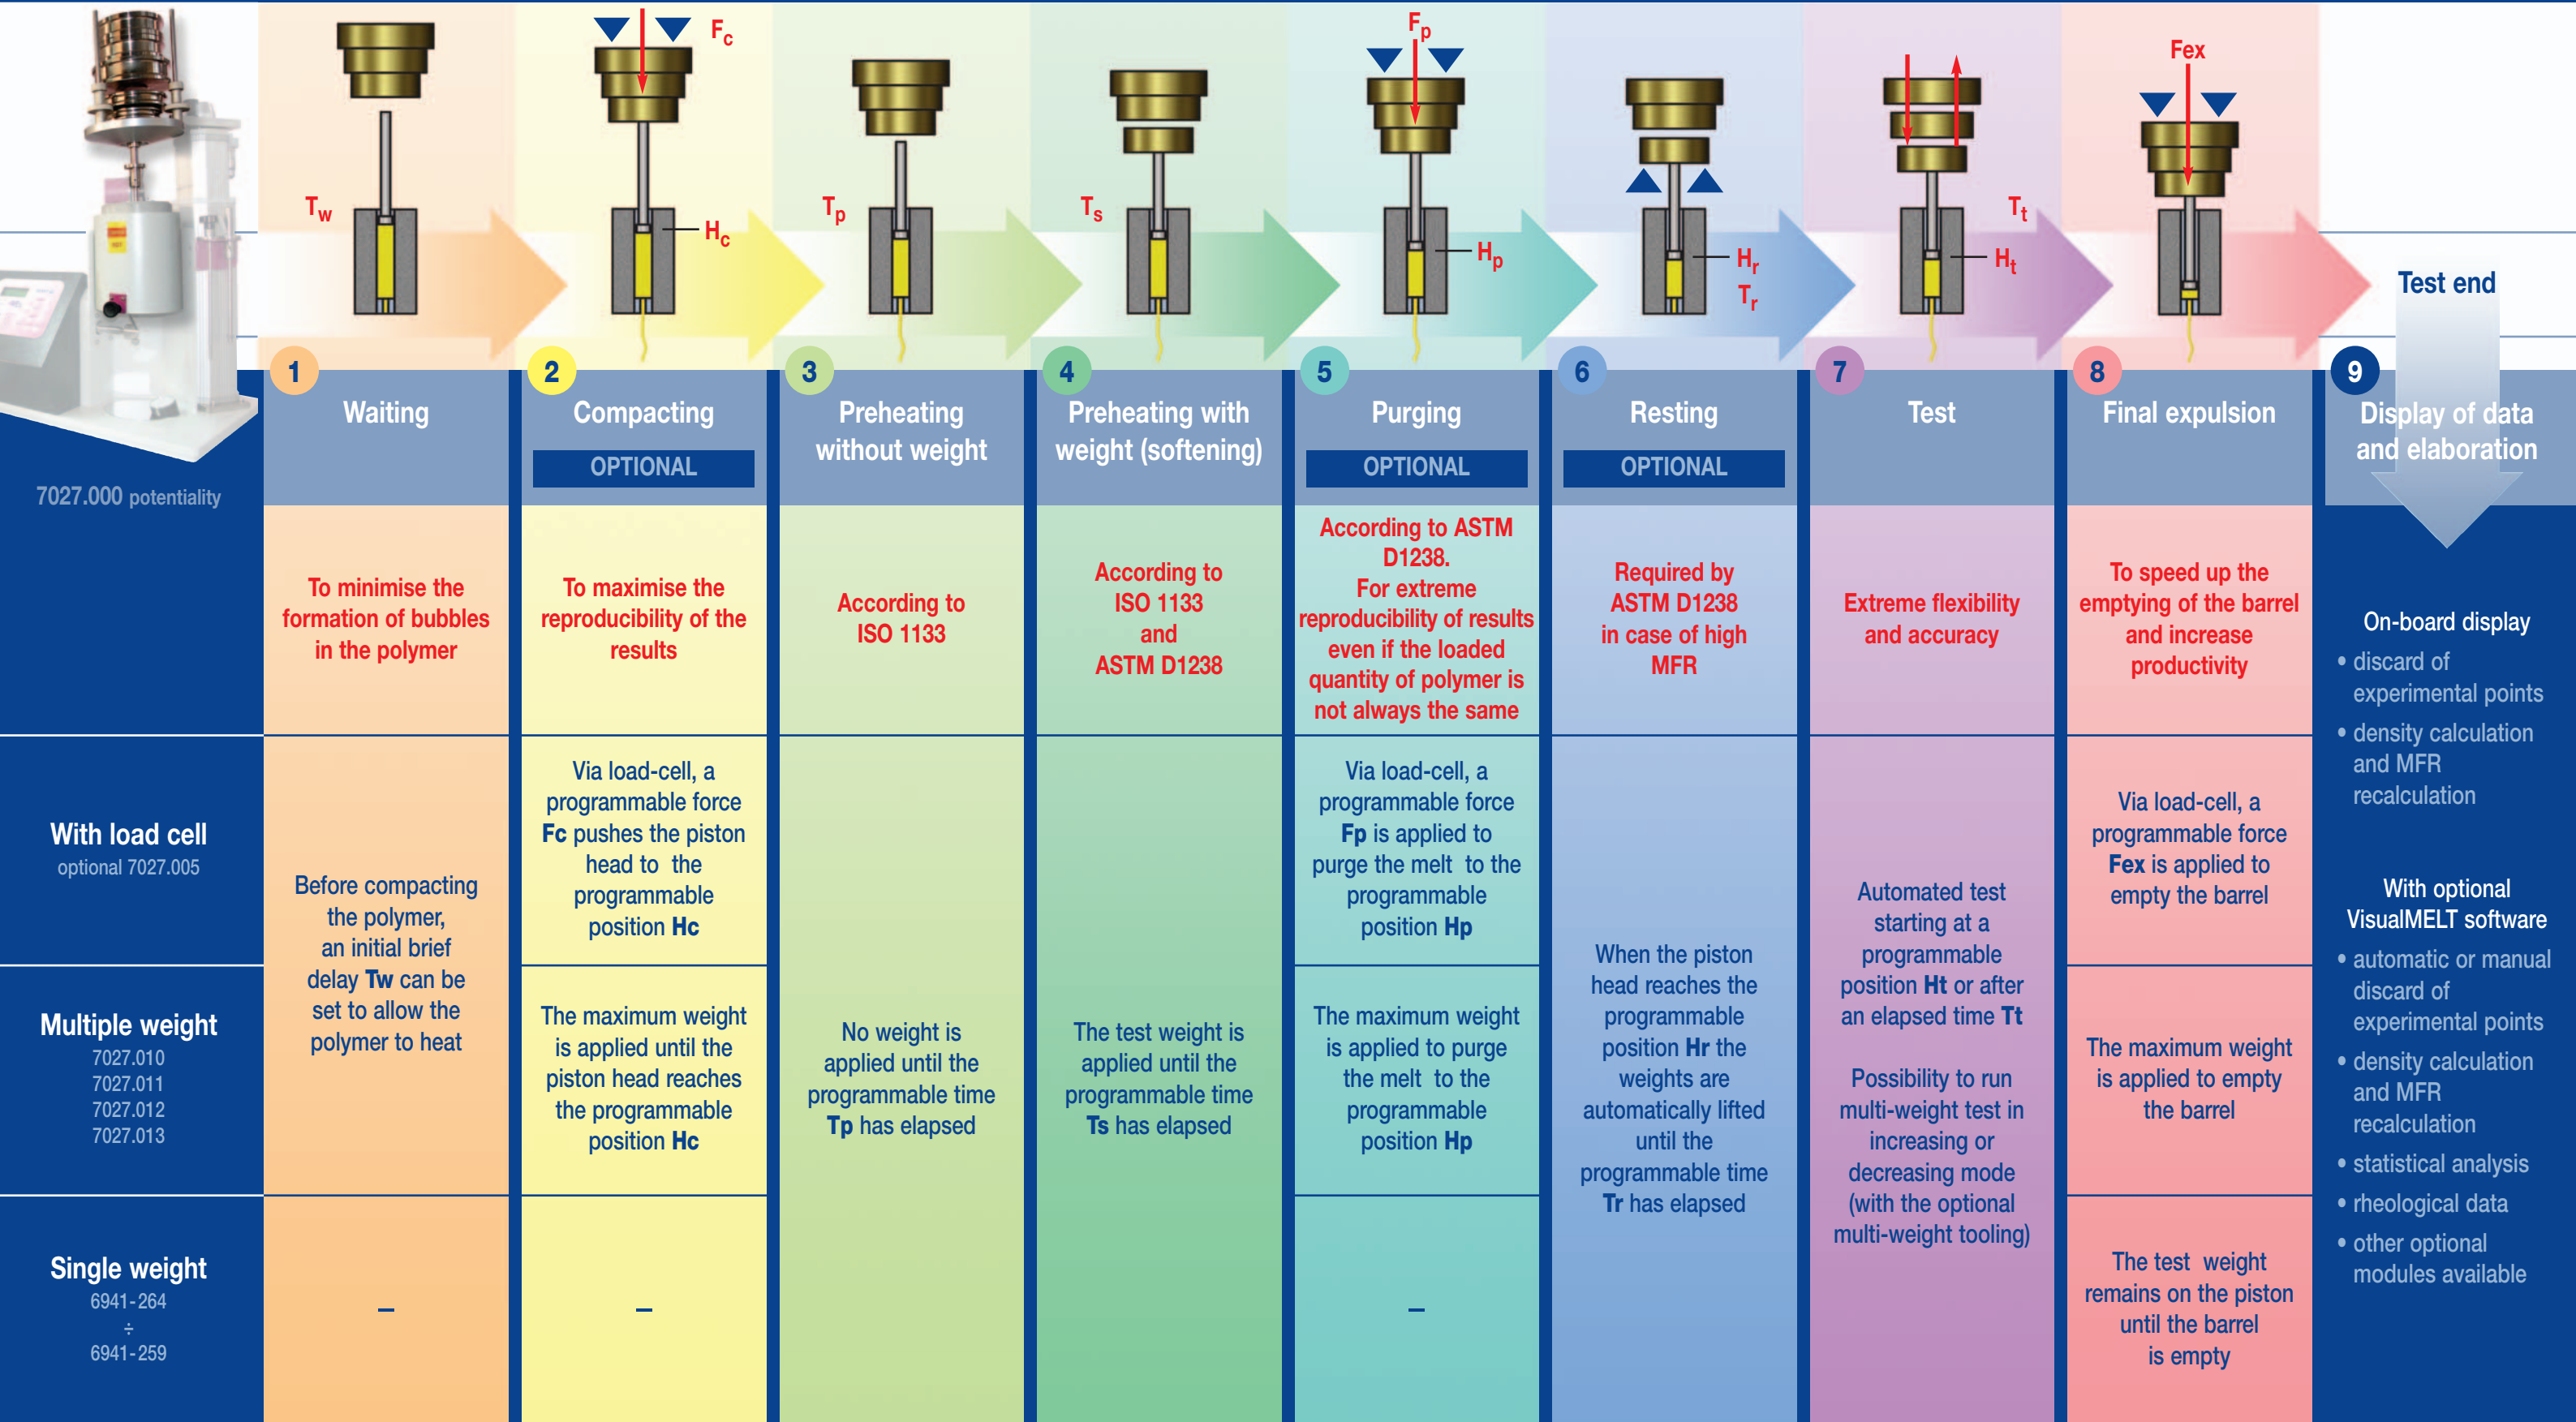 Fc
Fp
Fex
Tw
Hc
Tp
Ts
Hp
Hr
Tr
Tt
Ht
Test end
1
Waiting
2
Compacting
OPTIONAL
3
Preheating
without weight
4
Preheating with
weight (softening)
5
Purging
OPTIONAL
6
Resting
OPTIONAL
7
Test
8
Final expulsion
9
Display of data
and elaboration
7027.000 potentiality
To minimise the
formation of bubbles
in the polymer
To maximise the
reproducibility of the
results
According to
ISO 1133
According to
ISO 1133
and
ASTM D1238
According to ASTM
D1238.
For extreme
reproducibility of results
even if the loaded
quantity of polymer is
not always the same
Required by
ASTM D1238
in case of high
MFR
Extreme flexibility
and accuracy
To speed up the
emptying of the barrel
and increase
productivity
With load cell
optional 7027.005
Multiple weight
7027.010
7027.011
7027.012
7027.013
Single weight
6941-264
÷
6941-259
Before compacting
the polymer,
an initial brief
delay Tw can be
set to allow the
polymer to heat
–
Via load-cell, a
programmable force
Fc pushes the piston
head to the
programmable
position Hc
The maximum weight
is applied until the
piston head reaches
the programmable
position Hc
–
No weight is
applied until the
programmable time
Tp has elapsed
The test weight is
applied until the
programmable time
Ts has elapsed
Via load-cell, a
programmable force
Fp is applied to
purge the melt to the
programmable
position Hp
The maximum weight
is applied to purge
the melt to the
programmable
position Hp
–
When the piston
head reaches the
programmable
position Hr the
weights are
automatically lifted
until the
programmable time
Tr has elapsed
Automated test
starting at a
programmable
position Ht or after
an elapsed time Tt
Possibility to run
multi-weight test in
increasing or
decreasing mode
(with the optional
multi-weight tooling)
Via load-cell, a
programmable force
Fex is applied to
empty the barrel
The maximum weight
is applied to empty
the barrel
The test weight
remains on the piston
until the barrel
is empty
On-board display
• discard of
experimental points
• density calculation
and MFR
recalculation
With optional
VisualMELT software
• automatic or manual
discard of
experimental points
• density calculation
and MFR
recalculation
• statistical analysis
• rheological data
• other optional
modules available